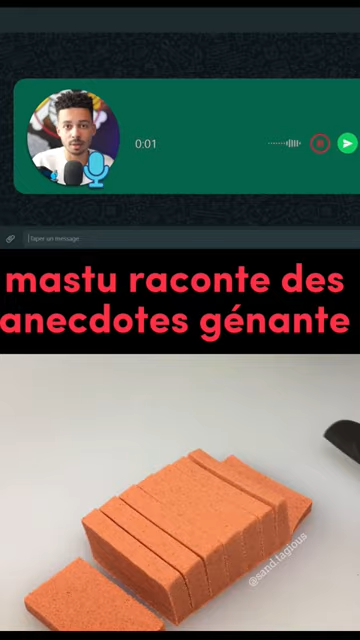 0:01
Taper un message
mastu raconte des
anecdotes génante
@sand.tagious